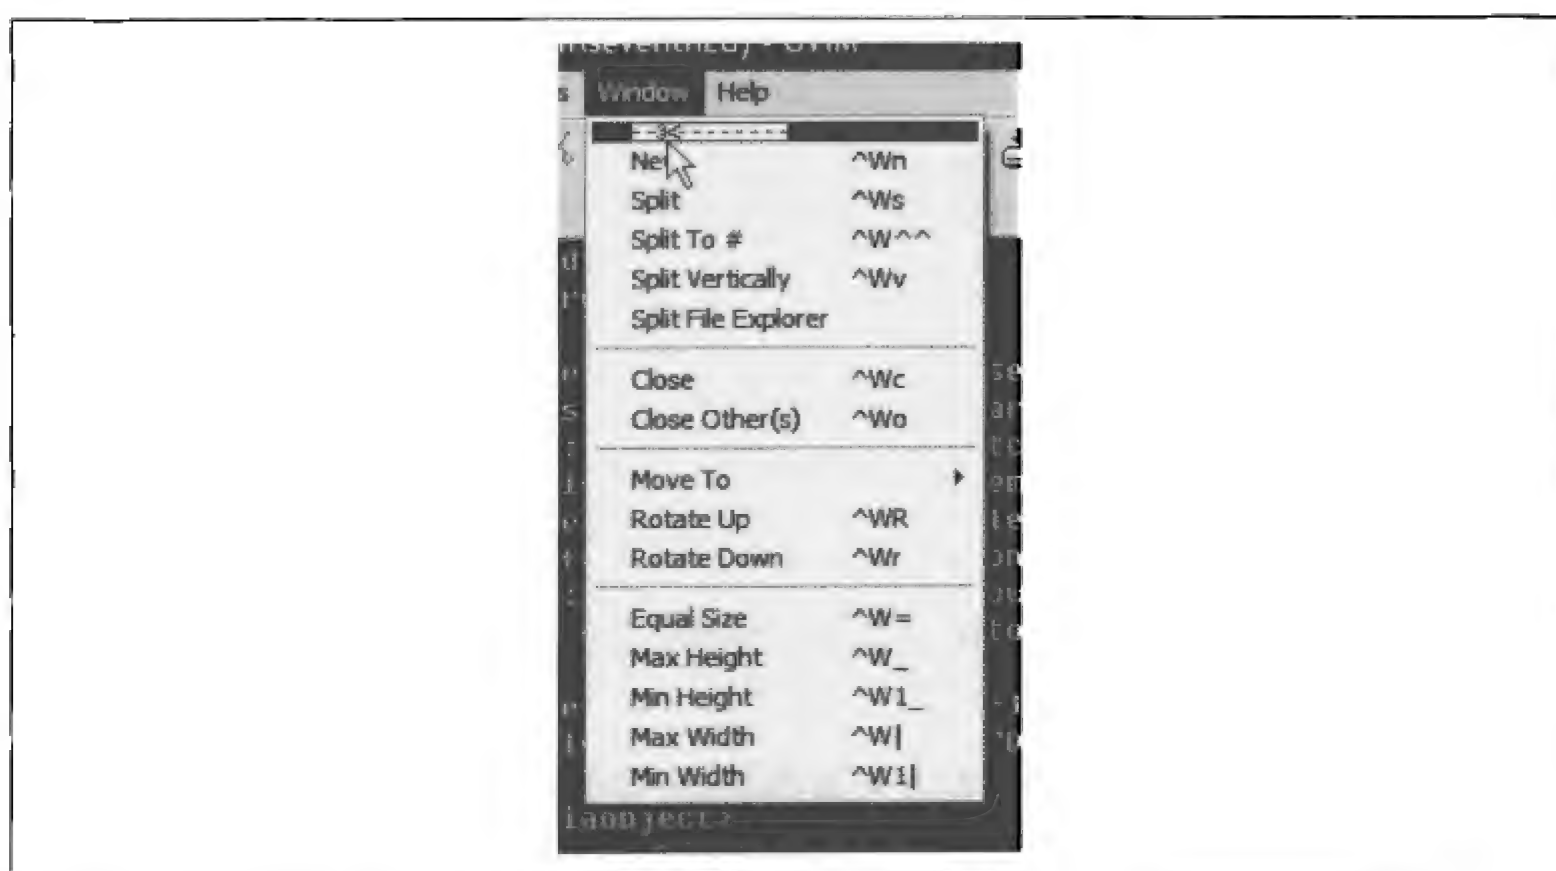 Window Help
^Wn
Split ^Ws
Split To # ^W^^
Split Vertically ^Wv
Split File Explorer
Close ^Wc
Close Other(s) ^Wo
Move To
Rotate Up ^WR
Rotate Down ^Wr
Equal Size ^W=
Max Height ^W_
Min Height ^W1_
Max Width ^W|
Min Width ^W1|